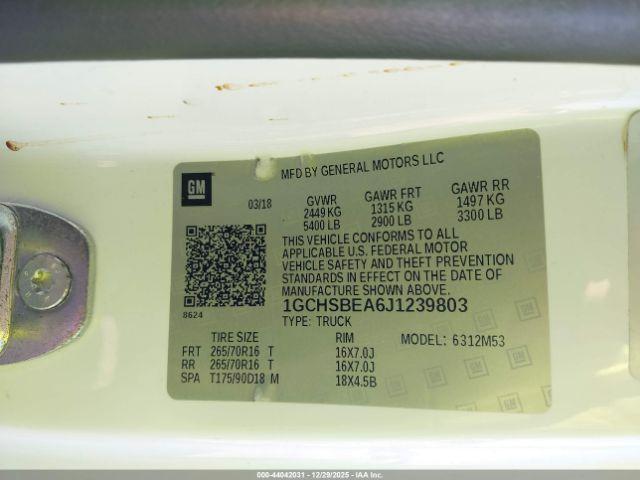 GM
MFD BY GENERAL MOTORS LLC
03/18
GVWR GAWR FRT GAWR RR
2449 KG 1315 KG 1497 KG
5400 LB 2900 LB 3300 LB
THIS VEHICLE CONFORMS TO ALL
APPLICABLE U.S. FEDERAL MOTOR
VEHICLE SAFETY AND THEFT PREVENTION
STANDARDS IN EFFECT ON THE DATE OF
MANUFACTURE SHOWN ABOVE.
8624
1GCHSBEA6J1239803
TYPE: TRUCK
TIRE SIZE RIM MODEL: 6312M53
FRT 265/70R16 T 16X7.0J
RR 265/70R16 T 16X7.0J
SPA T175/90D18 M 18X4.5B
000-44042031 - 12/29/2025 - IAA Inc.